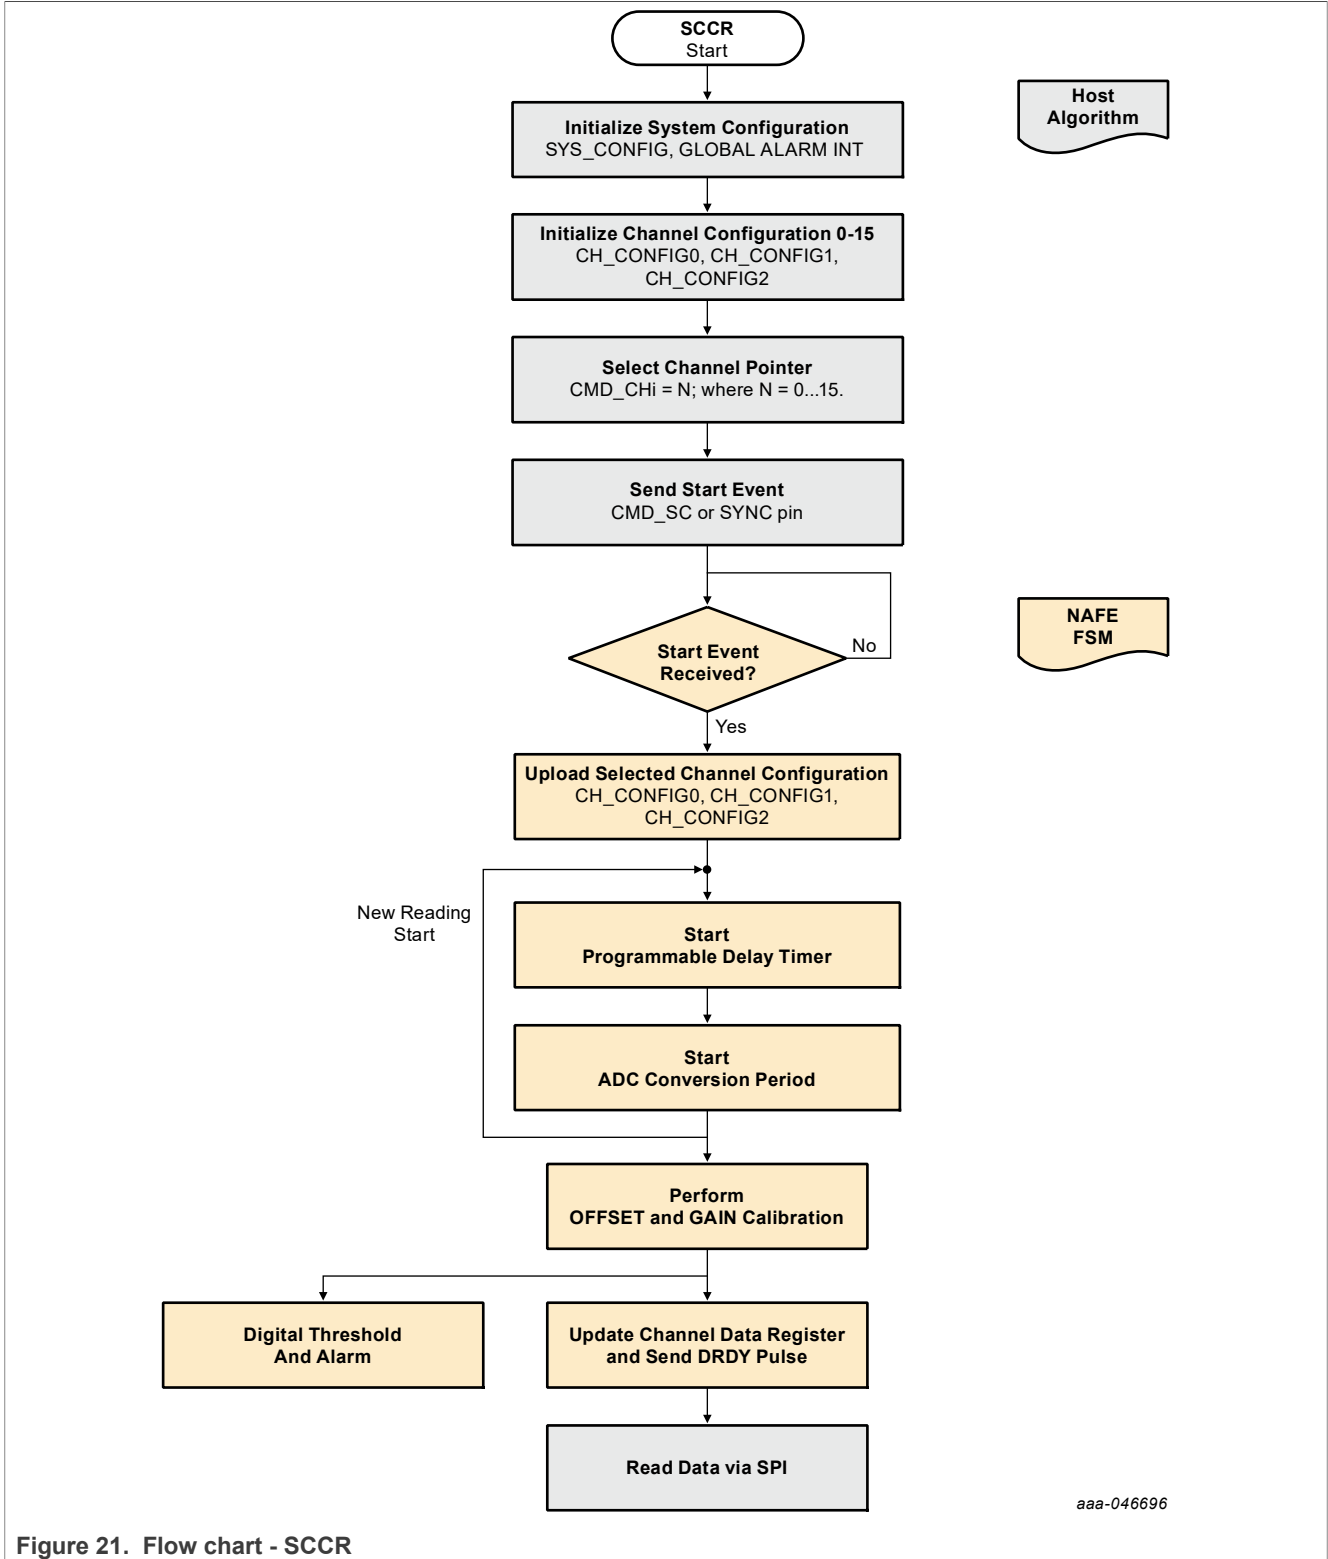 SCCR
Start
Host
Algorithm
Initialize System Configuration
SYS_CONFIG, GLOBAL ALARM INT
Initialize Channel Configuration 0-15
CH_CONFIG0, CH_CONFIG1,
CH_CONFIG2
Select Channel Pointer
CMD_CHi = N; where N = 0...15.
Send Start Event
CMD_SC or SYNC pin
NAFE
FSM
Start Event
Received?
No
Yes
Upload Selected Channel Configuration
CH_CONFIG0, CH_CONFIG1,
CH_CONFIG2
New Reading
Start
Start
Programmable Delay Timer
Start
ADC Conversion Period
Perform
OFFSET and GAIN Calibration
Digital Threshold
And Alarm
Update Channel Data Register
and Send DRDY Pulse
Read Data via SPI
aaa-046696
Figure 21. Flow chart - SCCR